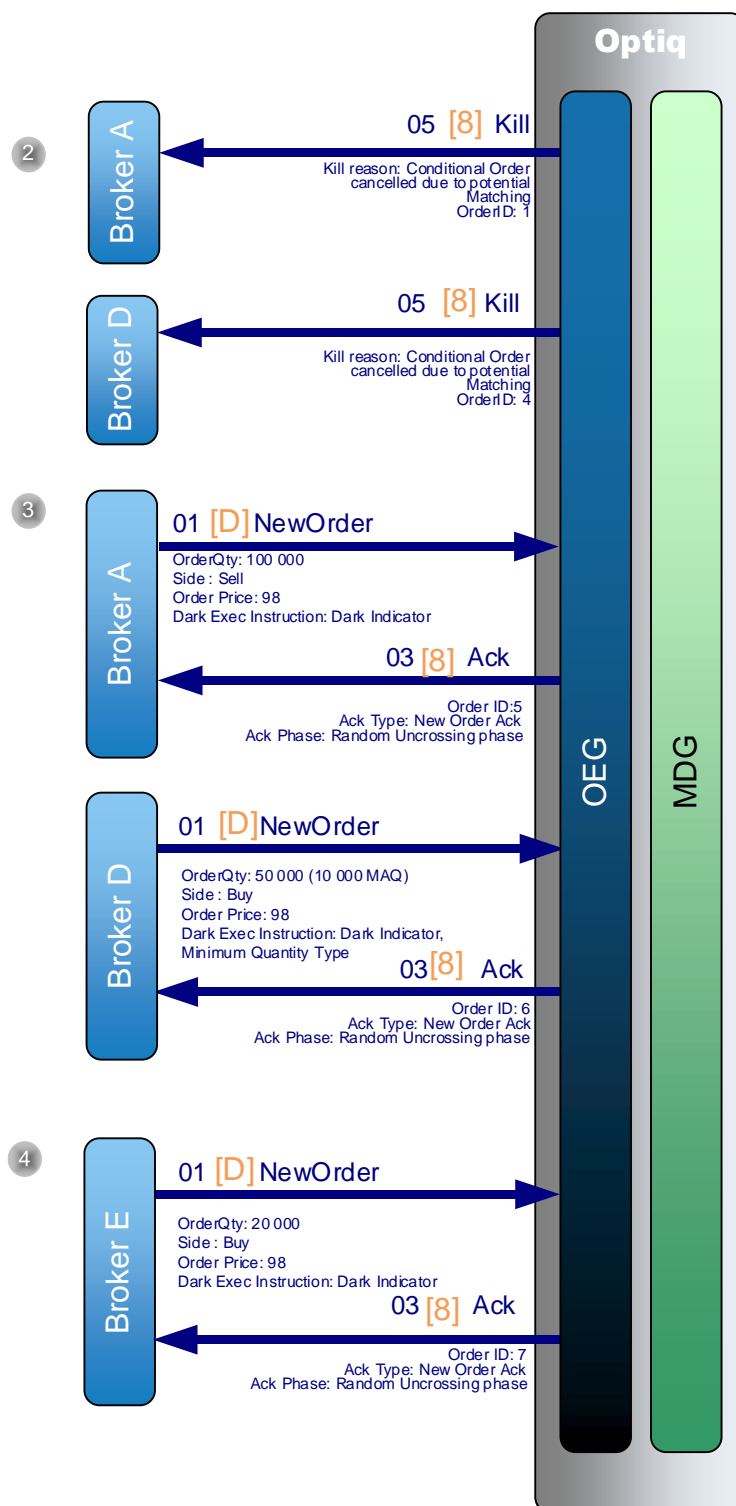 Optiq
2
Broker A
05 [8] Kill
Kill reason: Conditional Order
cancelled due to potential
Matching
OrderID: 1
Broker D
05 [8] Kill
Kill reason: Conditional Order
cancelled due to potential
Matching
OrderID: 4
3
Broker A
01 [D] NewOrder
OrderQty: 100 000
Side : Sell
Order Price: 98
Dark Exec Instruction: Dark Indicator
03 [8] Ack
Order ID:5
Ack Type: New Order Ack
Ack Phase: Random Uncrossing phase
OEG
MDG
Broker D
01 [D] NewOrder
OrderQty: 50 000 (10 000 MAQ)
Side : Buy
Order Price: 98
Dark Exec Instruction: Dark Indicator,
Minimum Quantity Type
03 [8] Ack
Order ID: 6
Ack Type: New Order Ack
Ack Phase: Random Uncrossing phase
4
Broker E
01 [D] NewOrder
OrderQty: 20 000
Side : Buy
Order Price: 98
Dark Exec Instruction: Dark Indicator
03 [8] Ack
Order ID: 7
Ack Type: New Order Ack
Ack Phase: Random Uncrossing phase